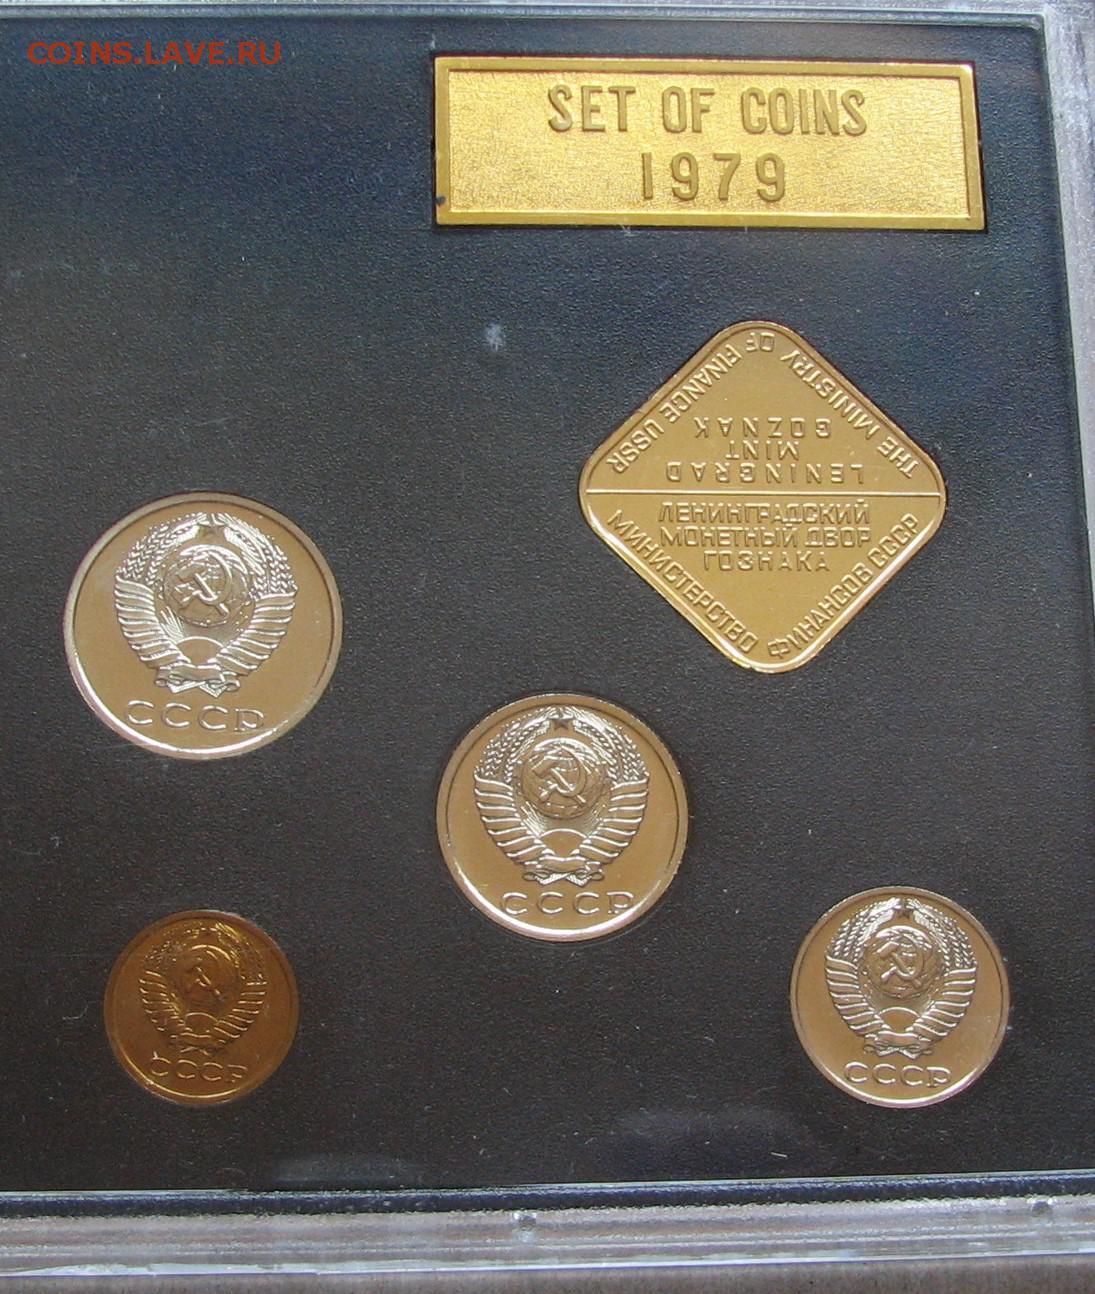 COINS.LAVE.RU
SET OF COINS
1979
THE MINISTRY OF FINANCE USSR
LENINGRAD
MINT
GOZNAK
ЛЕНИНГРАДСКИЙ
МОНЕТНЫЙ ДВОР
ГОЗНАКА
МИНИСТЕРСТВО ФИНАНСОВ СССР
СССР
СССР
СССР
СССР